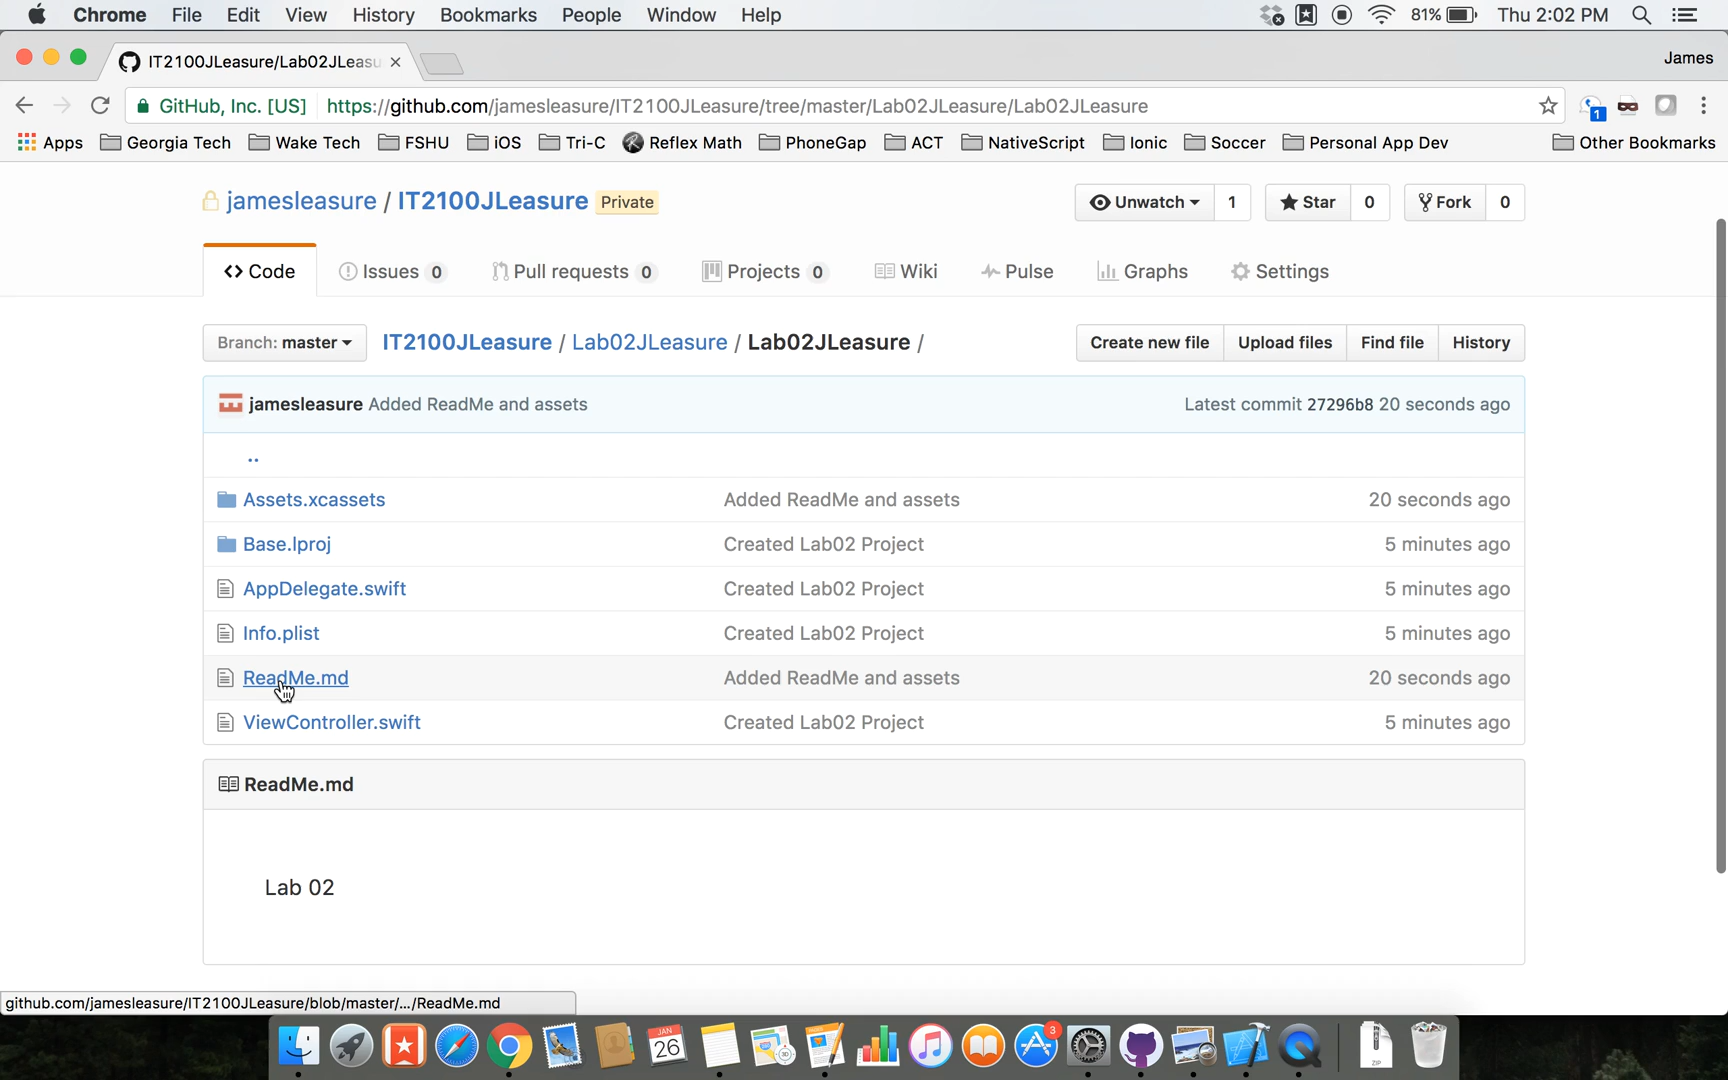 Chrome File Edit View History Bookmarks People Window Help 81% Thu 2:02 PM
IT2100JLeasure/Lab02JLeasu James
GitHub, Inc. [US] https://github.com/jamesleasure/IT2100JLeasure/tree/master/Lab02JLeasure/Lab02JLeasure 1
Apps Georgia Tech Wake Tech FSHU iOS Tri-C Reflex Math PhoneGap ACT NativeScript Ionic Soccer Personal App Dev Other Bookmarks
jamesleasure / IT2100JLeasure Private Unwatch 1 Star 0 Fork 0
Code Issues 0 Pull requests 0 Projects 0 Wiki Pulse Graphs Settings
Branch: master IT2100JLeasure / Lab02JLeasure / Lab02JLeasure / Create new file Upload files Find file History
jamesleasure Added ReadMe and assets Latest commit 27296b8 20 seconds ago
..
Assets.xcassets Added ReadMe and assets 20 seconds ago
Base.lproj Created Lab02 Project 5 minutes ago
AppDelegate.swift Created Lab02 Project 5 minutes ago
Info.plist Created Lab02 Project 5 minutes ago
ReadMe.md Added ReadMe and assets 20 seconds ago
ViewController.swift Created Lab02 Project 5 minutes ago
ReadMe.md
Lab 02
github.com/jamesleasure/IT2100JLeasure/blob/master/.../ReadMe.md
JAN
26
3
ZIP